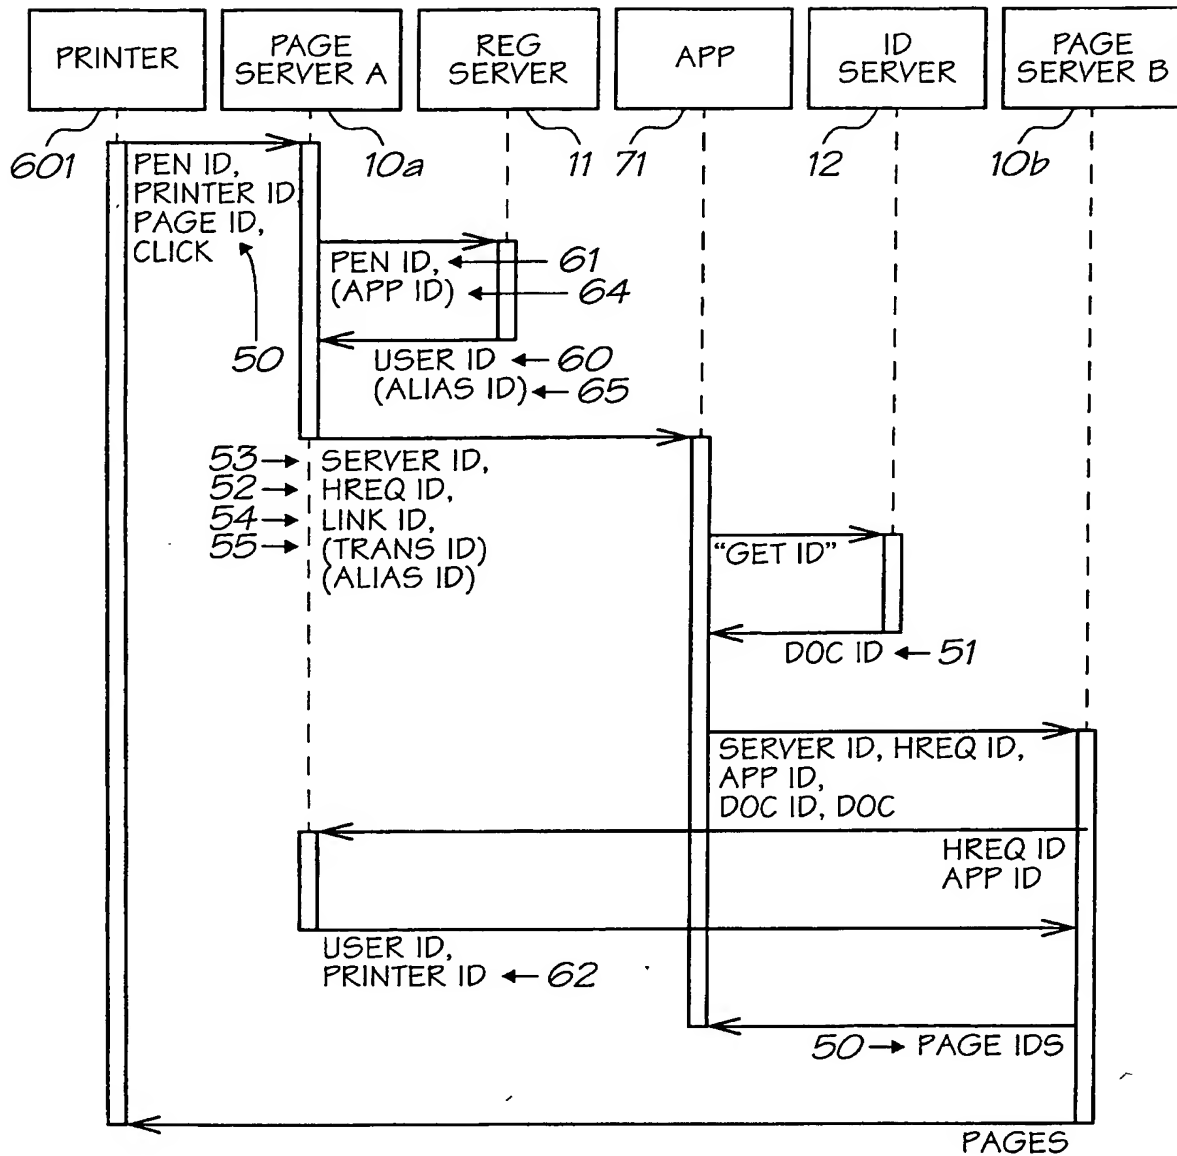 PRINTER
PAGE
SERVER A
REG
SERVER
APP
ID
SERVER
PAGE
SERVER B
601
10a
11
71
12
10b
PEN ID,
PRINTER ID
PAGE ID,
CLICK
50
PEN ID, 61
(APP ID) 64
USER ID 60
(ALIAS ID) 65
53 SERVER ID,
52 HREQ ID,
54 LINK ID,
55 (TRANS ID)
(ALIAS ID)
"GET ID"
DOC ID 51
SERVER ID, HREQ ID,
APP ID,
DOC ID, DOC
HREQ ID
APP ID
USER ID,
PRINTER ID 62
50 PAGE IDS
PAGES